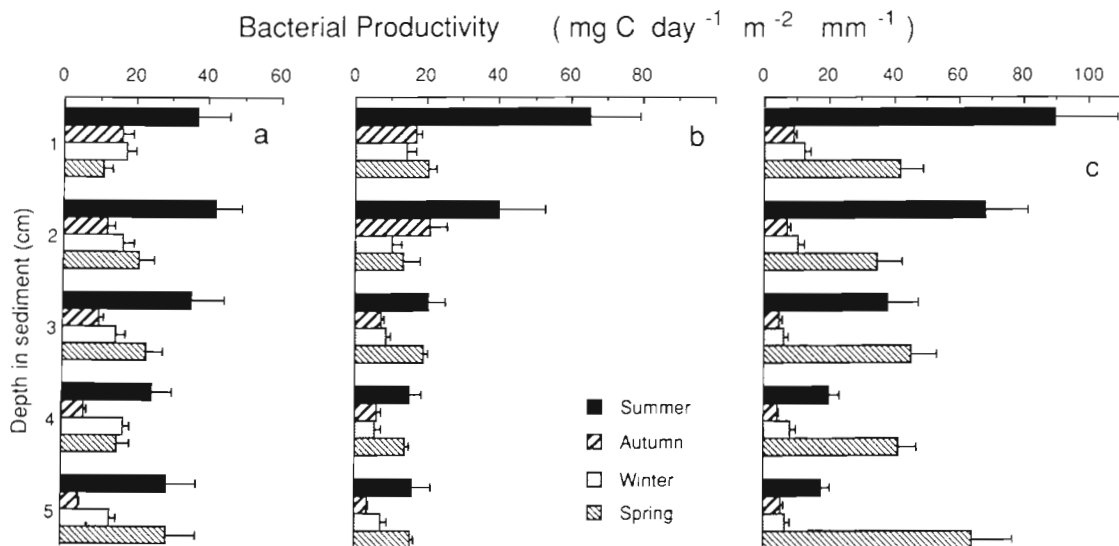 Bacterial Productivity ( mg C day -1 m -2 mm -1 )
0 20 40 60
0 20 40 65 80
0 20 40 60 80 100
a
b
c
Depth in sediment (cm)
1
2
3
4
5
Summer
Autumn
Winter
Spring